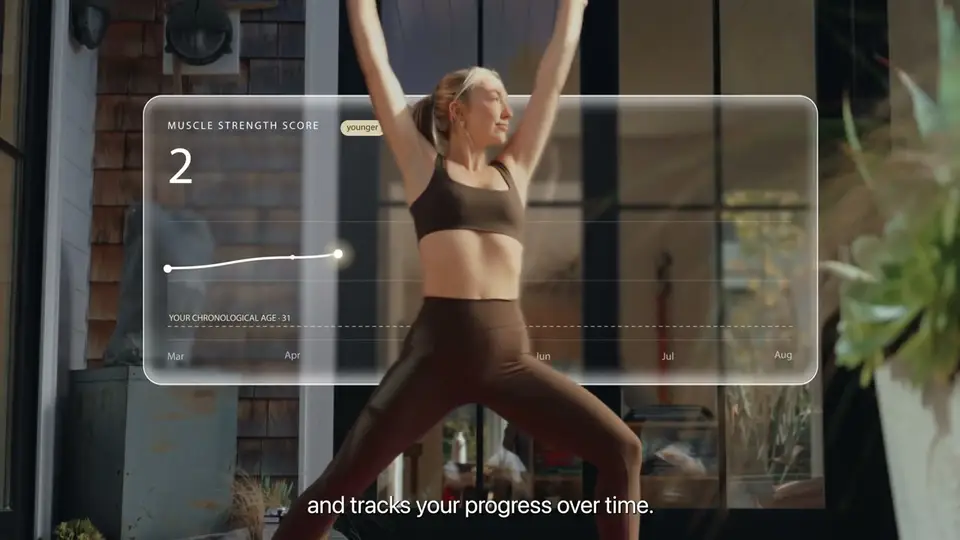 MUSCLE STRENGTH SCORE
younger
2
YOUR CHRONOLOGICAL AGE · 31
Mar Apr Jun Jul Aug
and tracks your progress over time.